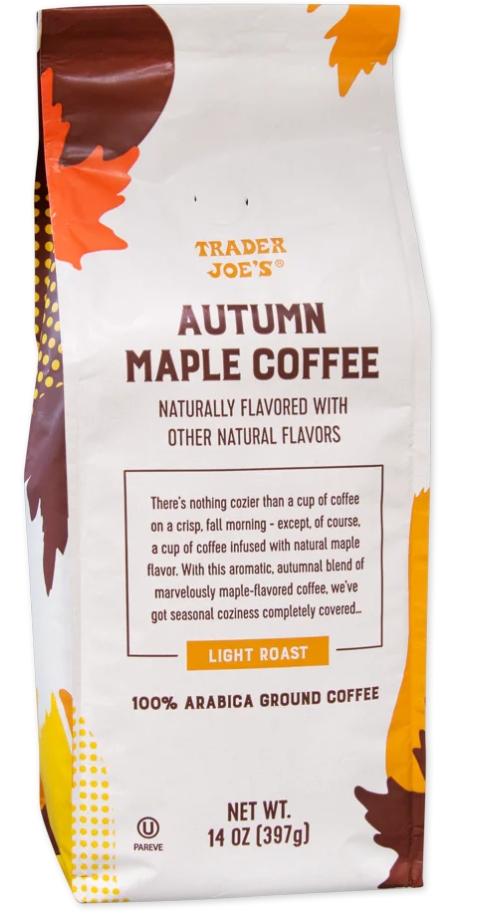 TRADER
JOE'S®
AUTUMN
MAPLE COFFEE
NATURALLY FLAVORED WITH
OTHER NATURAL FLAVORS
There's nothing cozier than a cup of coffee
on a crisp, fall morning - except, of course,
a cup of coffee infused with natural maple
flavor. With this aromatic, autumnal blend of
marvelously maple-flavored coffee, we've
got seasonal coziness completely covered...
LIGHT ROAST
100% ARABICA GROUND COFFEE
U
PAREVE
NET WT.
14 OZ (397g)